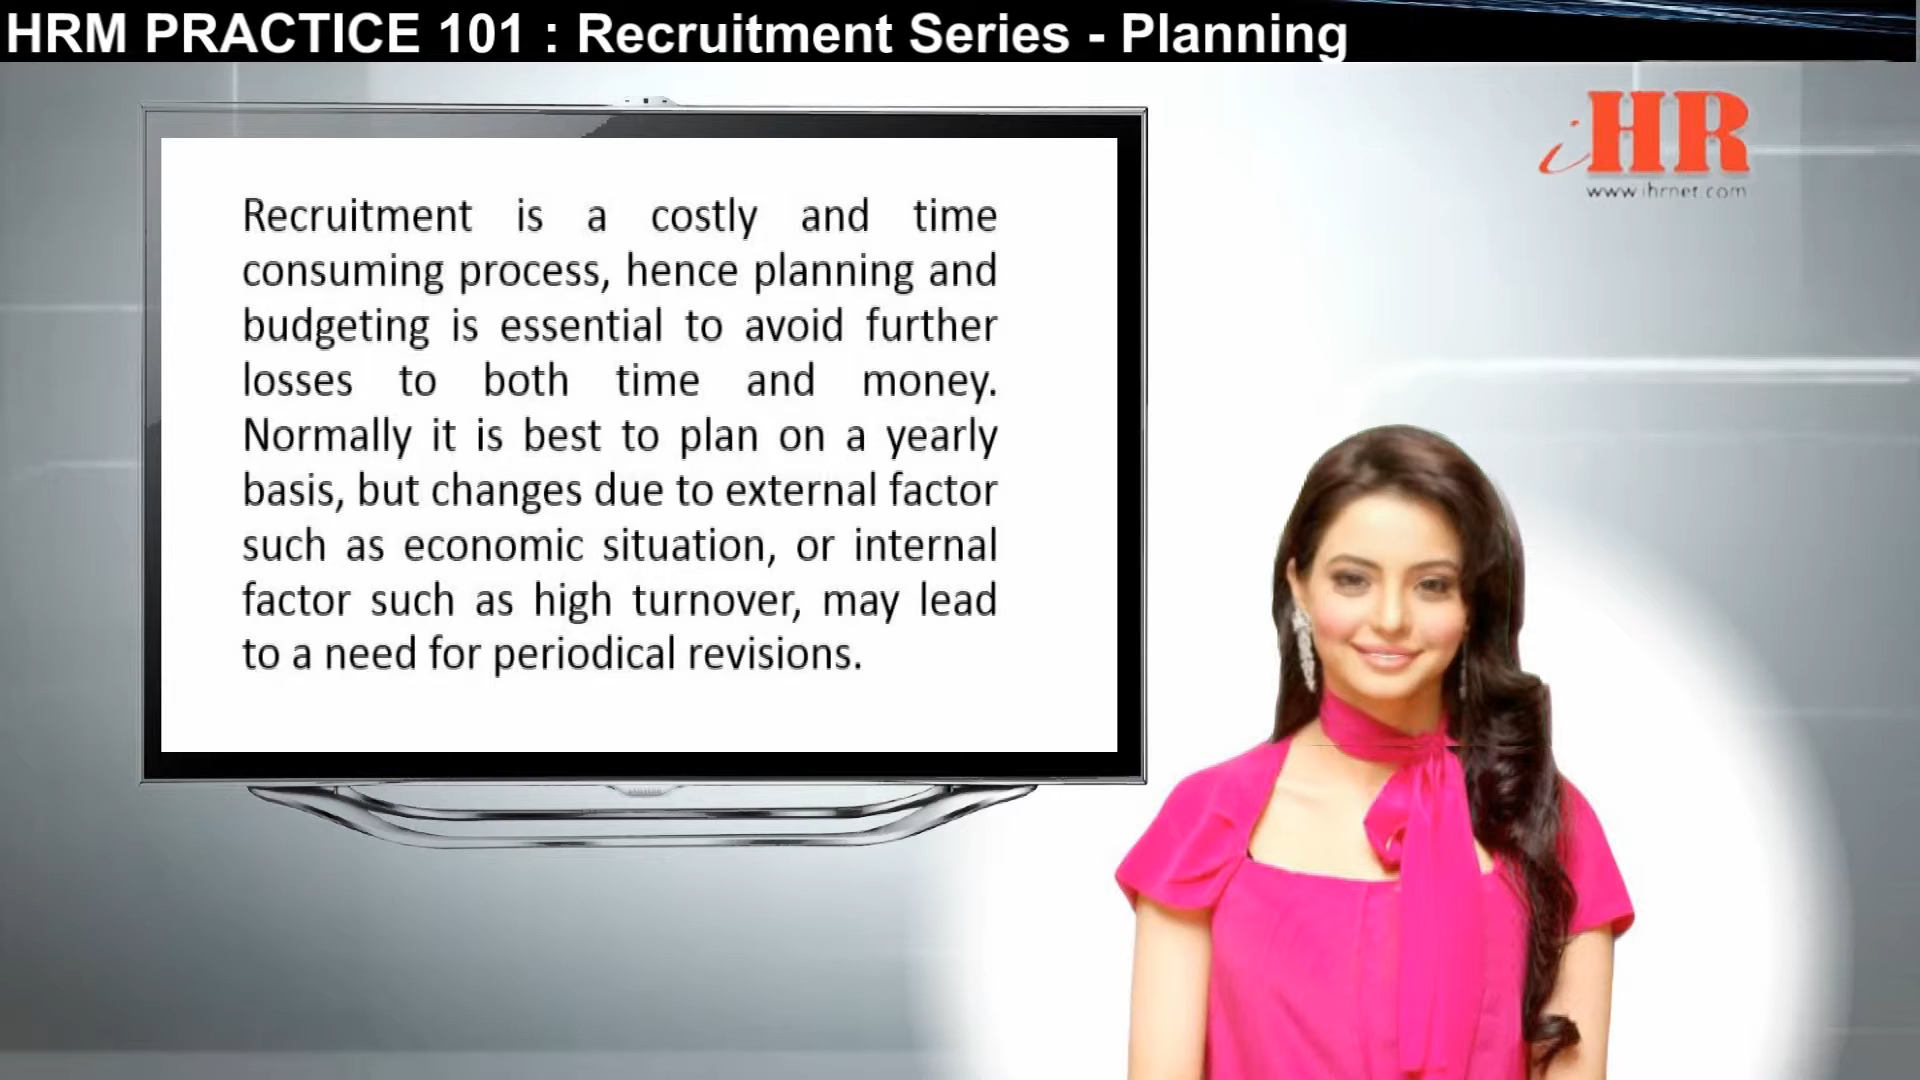 HRM PRACTICE 101 : Recruitment Series - Planning
iHR
www.ihrnet.com
Recruitment is a costly and time
consuming process, hence planning and
budgeting is essential to avoid further
losses to both time and money.
Normally it is best to plan on a yearly
basis, but changes due to external factor
such as economic situation, or internal
factor such as high turnover, may lead
to a need for periodical revisions.